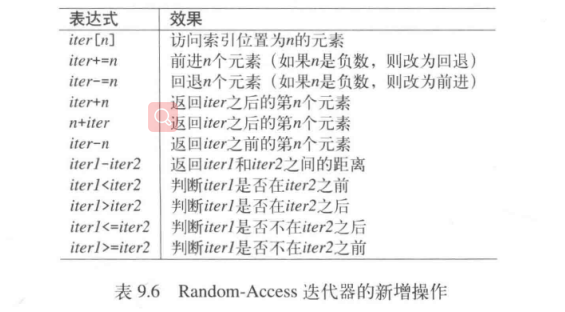 表达式 效果
iter[n] 访问索引位置为n的元素
iter+=n 前进n个元素（如果n是负数，则改为回退）
iter-=n 回退n个元素（如果n是负数，则改为前进）
iter+n 返回iter之后的第n个元素
n+iter 返回iter之后的第n个元素
iter-n 返回iter之前的第n个元素
iter1-iter2 返回iter1和iter2之间的距离
iter1<iter2 判断iter1是否在iter2之前
iter1>iter2 判断iter1是否在iter2之后
iter1<=iter2 判断iter1是否不在iter2之后
iter1>=iter2 判断iter1是否不在iter2之前
表 9.6 Random-Access 迭代器的新增操作